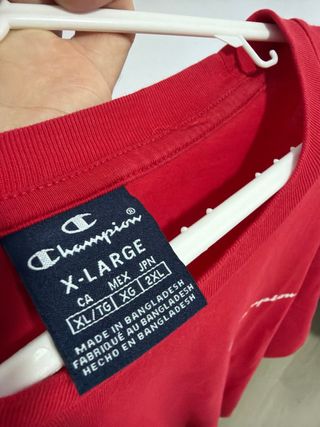 Champion
X-LARGE
CA MEX JPN
XL/TG XG 2XL
MADE IN BANGLADESH
FABRIQUÉ AU BANGLADESH
HECHO EN BANGLADESH